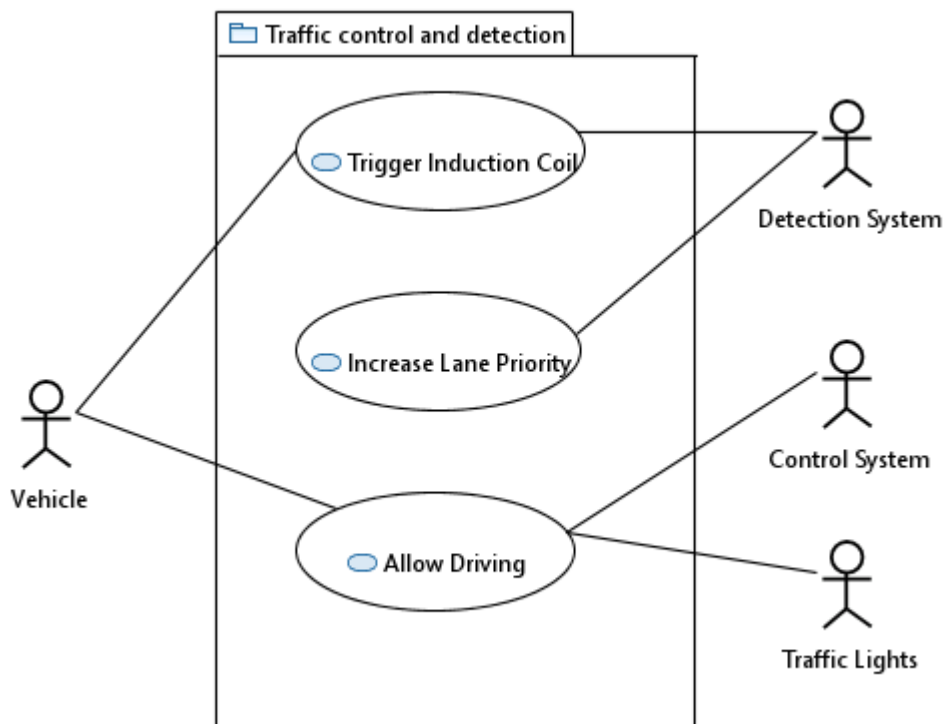 Traffic control and detection
Trigger Induction Coil
Detection System
Increase Lane Priority
Control System
Vehicle
Allow Driving
Traffic Lights